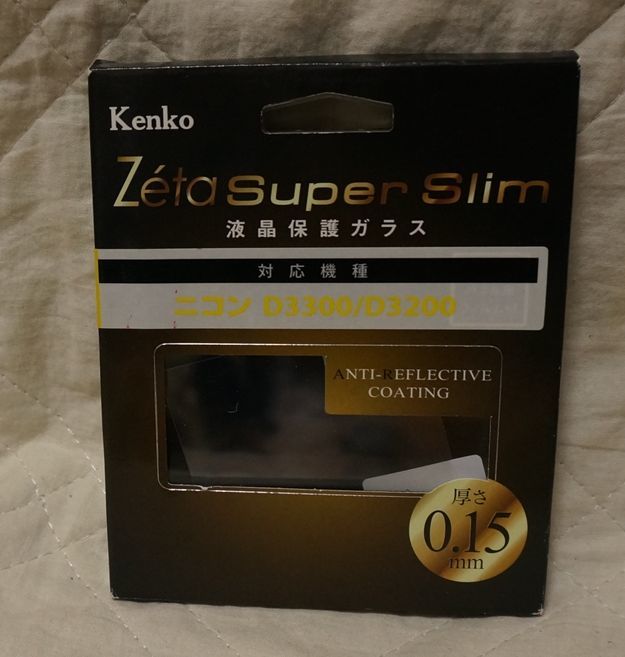 Kenko
Zéta Super Slim
液晶保護ガラス
対応機種
ニコン D3300/D3200
ANTI-REFLECTIVE
COATING
厚さ
0.15
mm